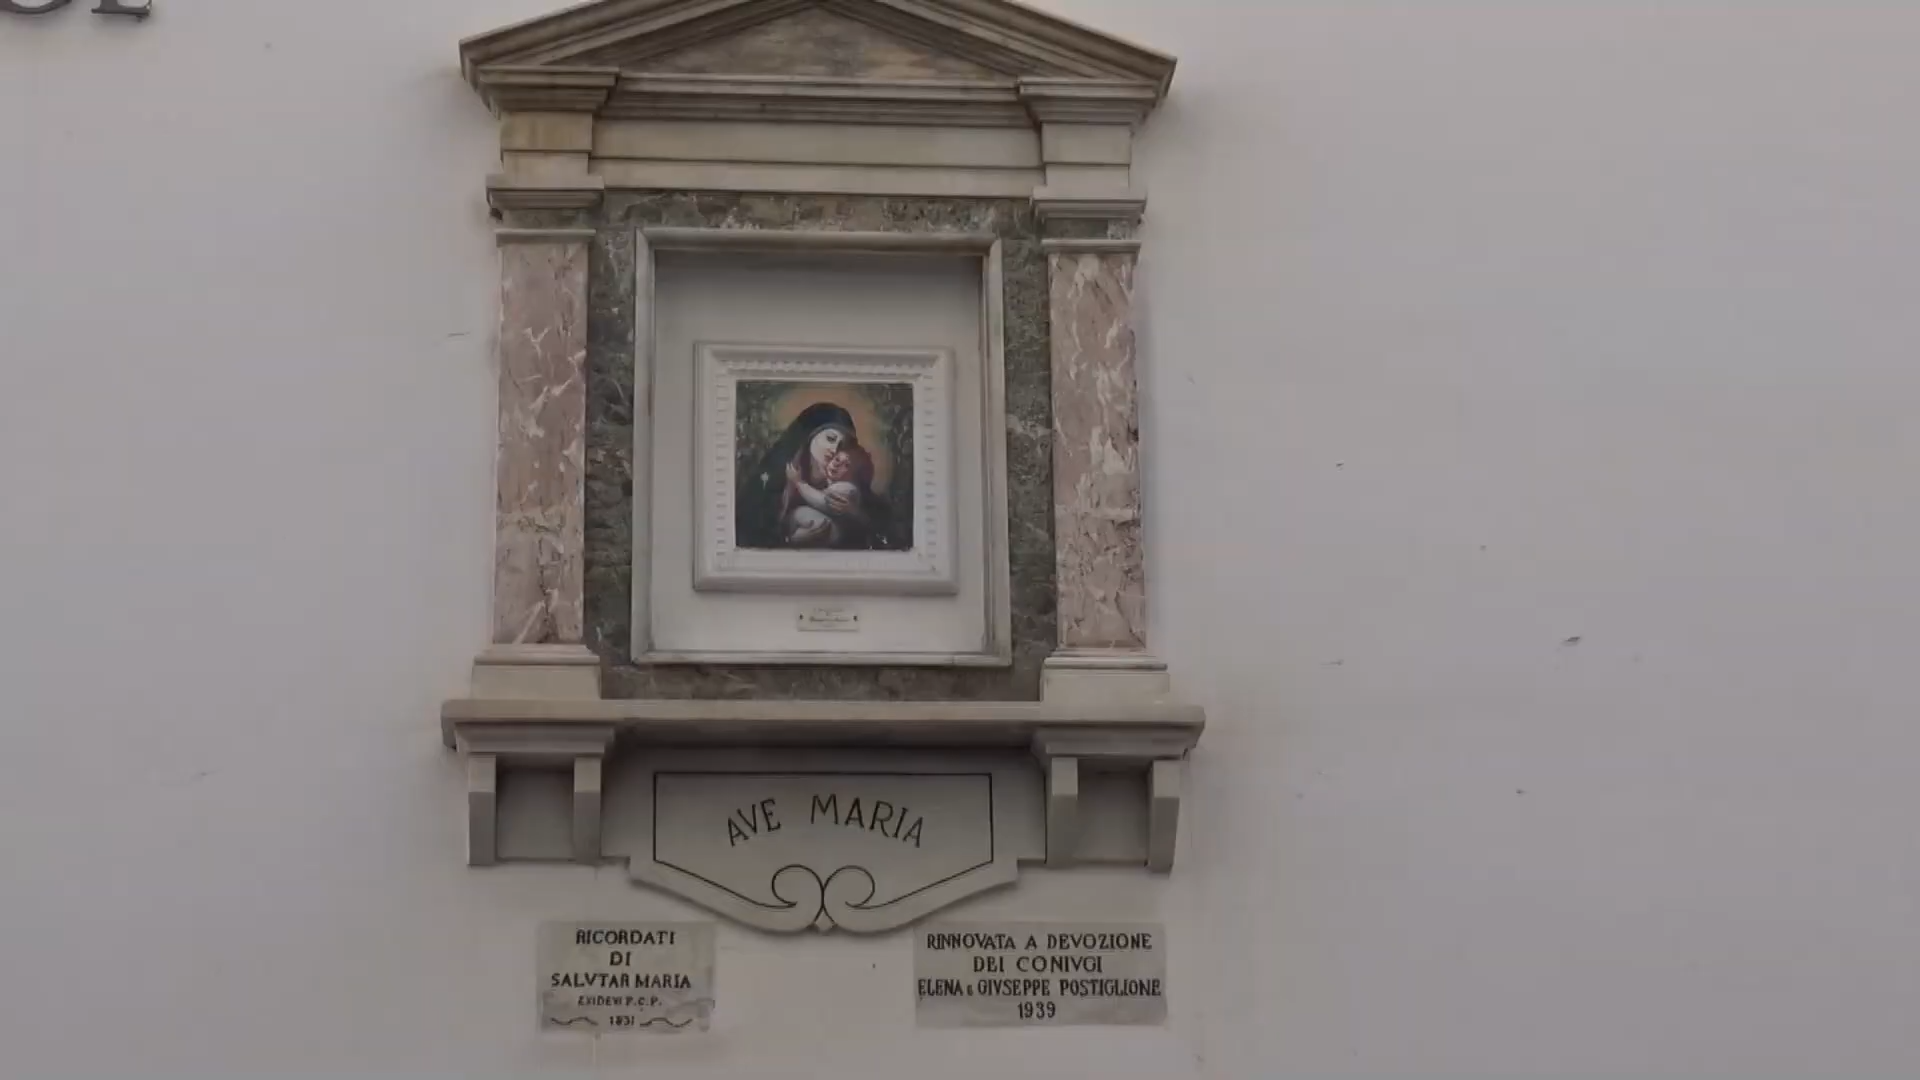 AVE MARIA
RICORDATI
DI
SALVTAR MARIA
P.C.P.
1831
RINNOVATA A DEVOZIONE
DEI CONIVGI
ELENA E GIVSEPPE POSTIGLIONE
1939